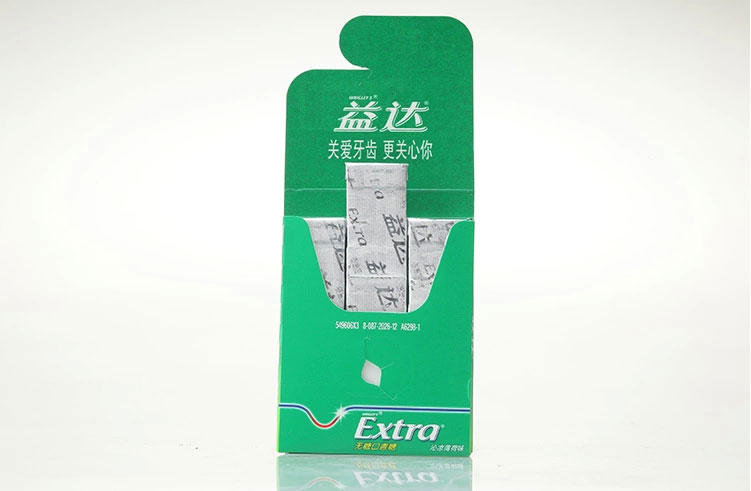 WRIGLEY'S®
益达®
关爱牙齿 更关心你
Extra
益达
益达
549606X3 8-087-2026-12 A6298-1
WRIGLEY'S®
Extra®
无糖口香糖
沁凉薄荷味